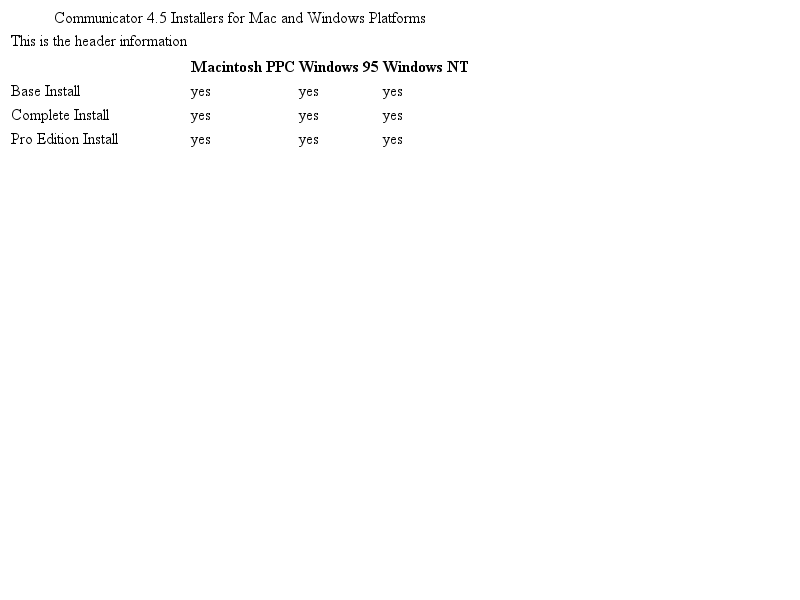 Communicator 4.5 Installers for Mac and Windows Platforms
This is the header information
Macintosh PPC Windows 95 Windows NT
Base Install yes yes yes
Complete Install yes yes yes
Pro Edition Install yes yes yes